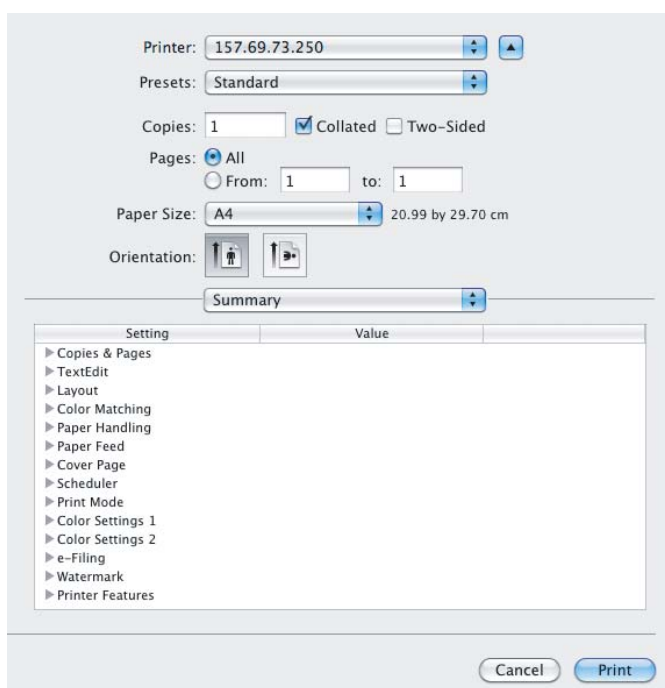 Printer: 157.69.73.250
Presets: Standard
Copies: 1 Collated Two-Sided
Pages: All
From: 1 to: 1
Paper Size: A4 20.99 by 29.70 cm
Orientation:
Summary
Setting Value
Copies & Pages
TextEdit
Layout
Color Matching
Paper Handling
Paper Feed
Cover Page
Scheduler
Print Mode
Color Settings 1
Color Settings 2
e-Filing
Watermark
Printer Features
Cancel Print